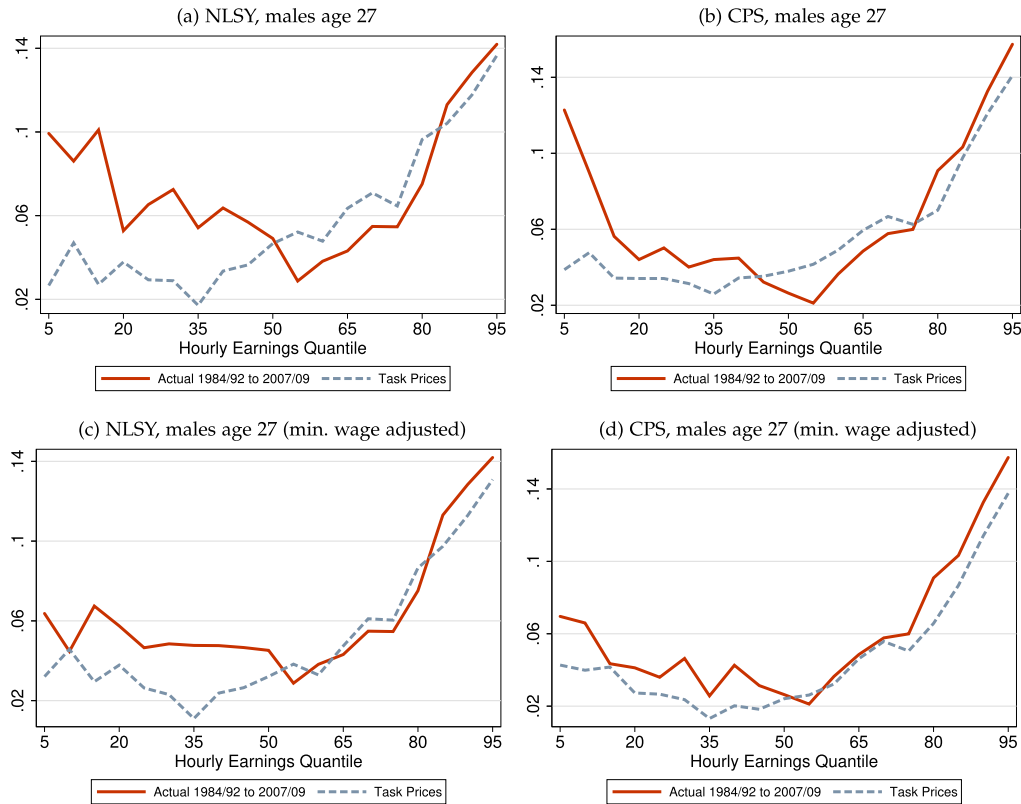 (a) NLSY, males age 27
.14
.1
.06
.02
5 20 35 50 65 80 95
Hourly Earnings Quantile
Actual 1984/92 to 2007/09 Task Prices
(b) CPS, males age 27
.14
.1
.06
.02
5 20 35 50 65 80 95
Hourly Earnings Quantile
Actual 1984/92 to 2007/09 Task Prices
(c) NLSY, males age 27 (min. wage adjusted)
.14
.1
.06
.02
5 20 35 50 65 80 95
Hourly Earnings Quantile
Actual 1984/92 to 2007/09 Task Prices
(d) CPS, males age 27 (min. wage adjusted)
.14
.1
.06
.02
5 20 35 50 65 80 95
Hourly Earnings Quantile
Actual 1984/92 to 2007/09 Task Prices